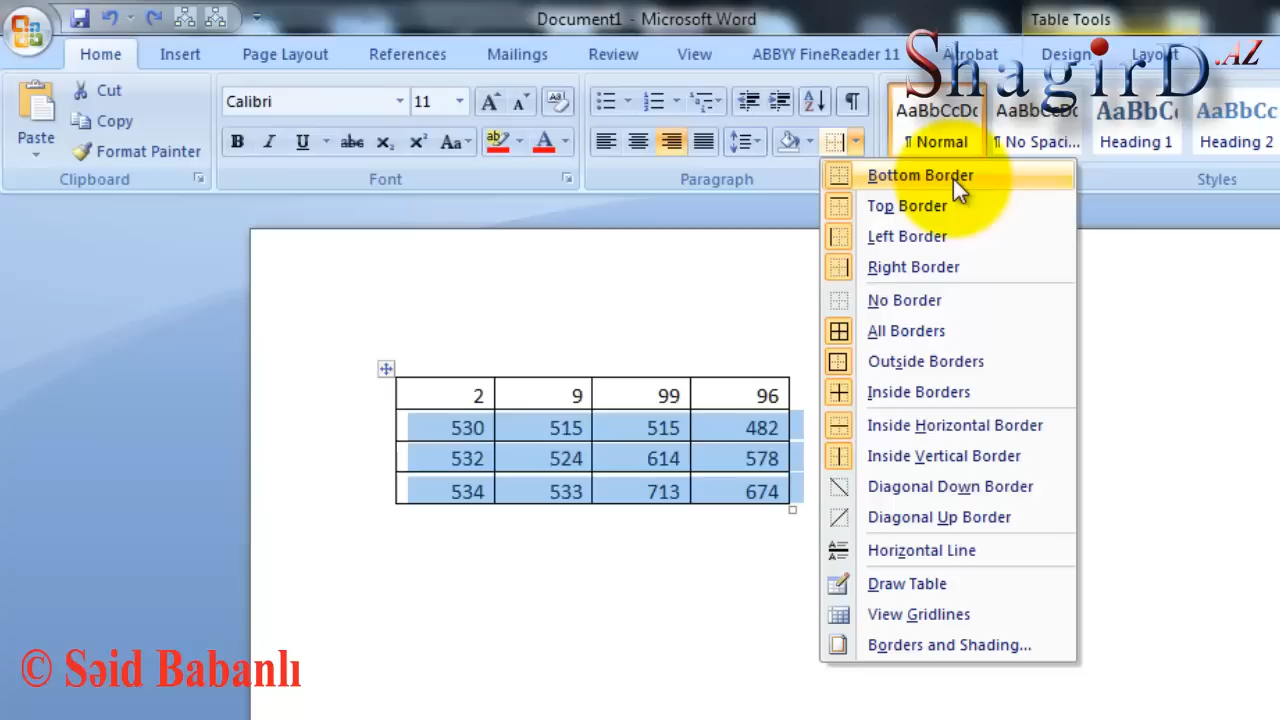 Document1 - Microsoft Word
Table Tools
Home Insert Page Layout References Mailings Review View ABBYY FineReader 11 Acrobat Design Layout
ShagirD.AZ
Paste
Cut
Copy
Format Painter
Clipboard
Calibri 11
B I U abc x₂ x² Aa ab A
Font
Paragraph
AaBbCcDc AaBbCcDc AaBbC AaBbCc
¶ Normal ¶ No Spaci... Heading 1 Heading 2
Styles
Bottom Border
Top Border
Left Border
Right Border
No Border
All Borders
Outside Borders
Inside Borders
Inside Horizontal Border
Inside Vertical Border
Diagonal Down Border
Diagonal Up Border
Horizontal Line
Draw Table
View Gridlines
Borders and Shading...
2 9 99 96
530 515 515 482
532 524 614 578
534 533 713 674
© Səid Babanlı